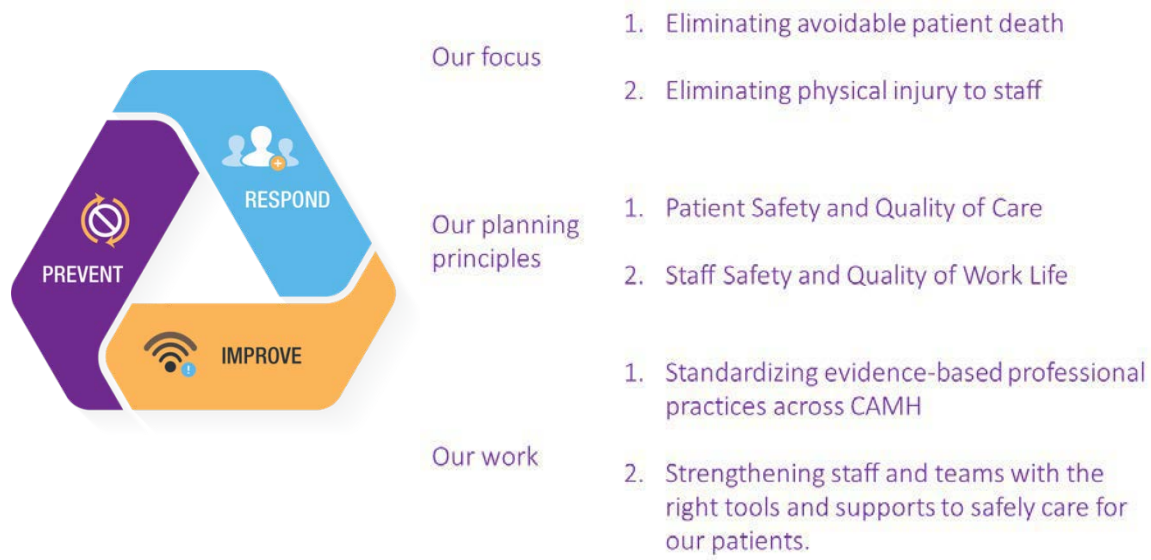 RESPOND
PREVENT
IMPROVE
Our focus
1. Eliminating avoidable patient death
2. Eliminating physical injury to staff
Our planning
principles
1. Patient Safety and Quality of Care
2. Staff Safety and Quality of Work Life
Our work
1. Standardizing evidence-based professional
practices across CAMH
2. Strengthening staff and teams with the
right tools and supports to safely care for
our patients.